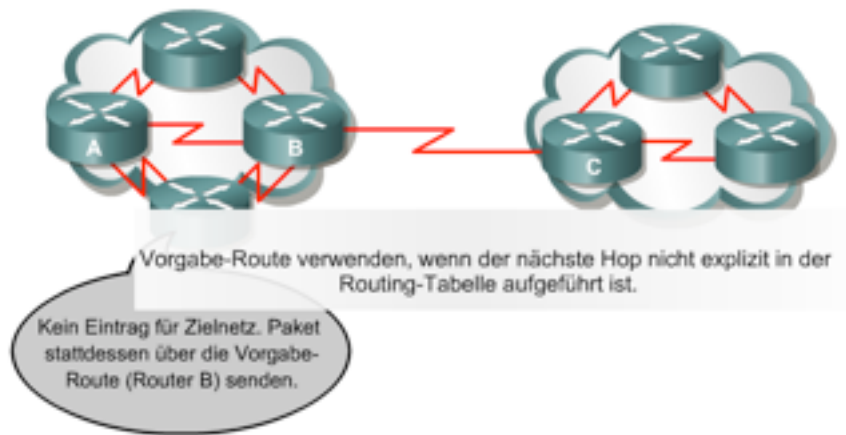 A
B
C
Vorgabe-Route verwenden, wenn der nächste Hop nicht explizit in der
Routing-Tabelle aufgeführt ist.
Kein Eintrag für Zielnetz. Paket
stattdessen über die Vorgabe-
Route (Router B) senden.